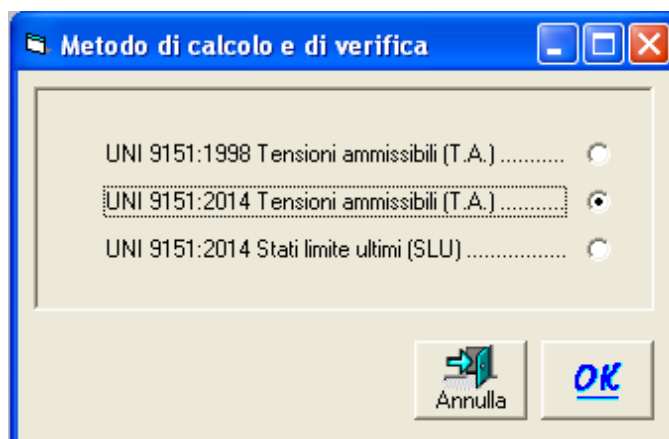 Metodo di calcolo e di verifica
UNI 9151:1998 Tensioni ammissibili (T.A.) ...........
UNI 9151:2014 Tensioni ammissibili (T.A.) ...........
UNI 9151:2014 Stati limite ultimi (SLU) .................
Annulla
OK